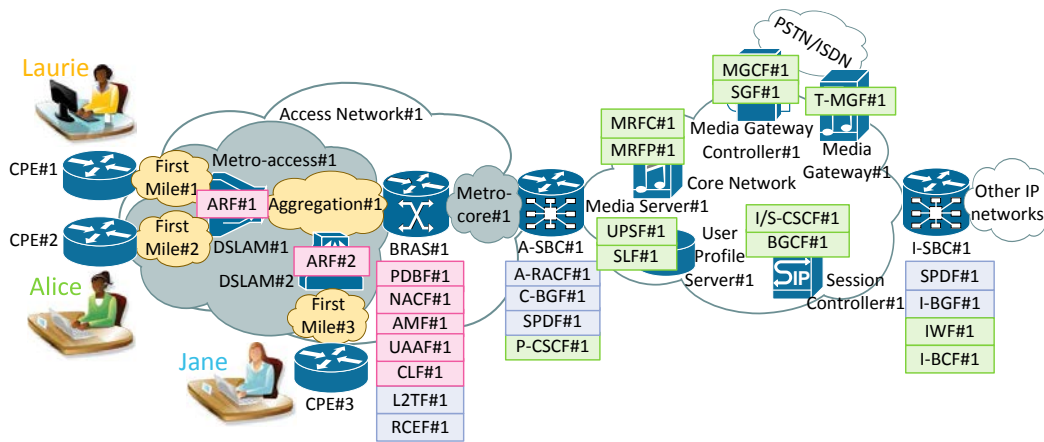 PSTN/ISDN
Laurie
MGCF#1
SGF#1
T-MGF#1
Media Gateway
Controller#1
Media
Gateway#1
Access Network#1
MRFC#1
MRFP#1
CPE#1
First
Mile#1
Metro-access#1
ARF#1
Aggregation#1
Metro-
core#1
Core Network
Media Server#1
Other IP
networks
CPE#2
First
Mile#2
DSLAM#1
BRAS#1
A-SBC#1
UPSF#1
SLF#1
User
Profile
Server#1
I/S-CSCF#1
BGCF#1
SIP
Session
Controller#1
I-SBC#1
ARF#2
DSLAM#2
Alice
First
Mile#3
PDBF#1
NACF#1
AMF#1
UAAF#1
CLF#1
L2TF#1
RCEF#1
A-RACF#1
C-BGF#1
SPDF#1
P-CSCF#1
SPDF#1
I-BGF#1
IWF#1
I-BCF#1
Jane
CPE#3